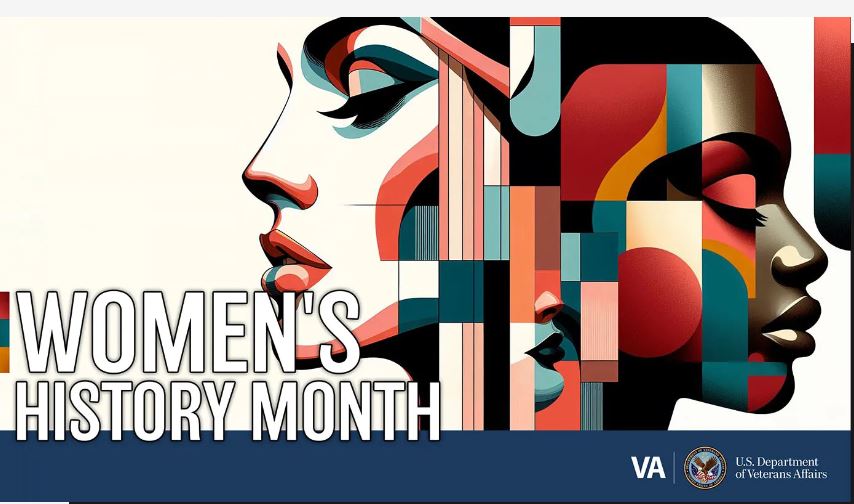 WOMEN'S
HISTORY MONTH
VA
U.S. Department
of Veterans Affairs